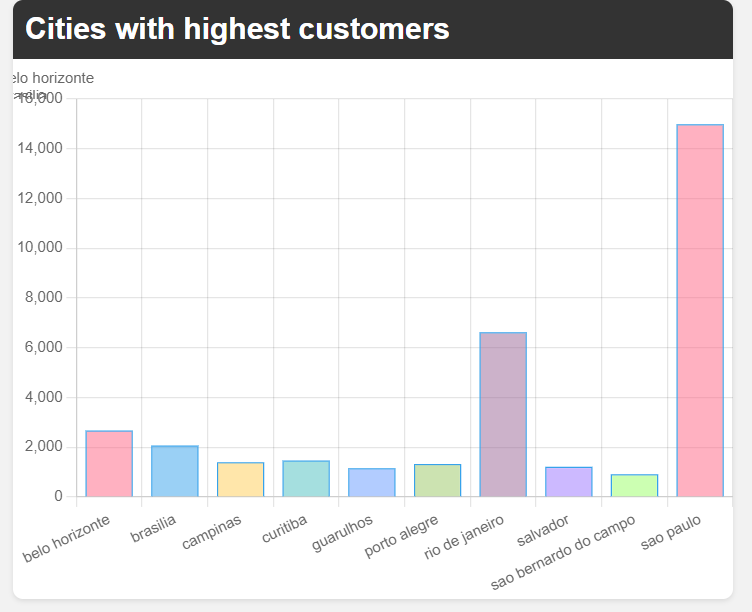 Cities with highest customers
elo horizonte
16,000
14,000
12,000
10,000
8,000
6,000
4,000
2,000
0
belo horizonte
brasilia
campinas
curitiba
guarulhos
porto alegre
rio de janeiro
salvador
sao bernardo do campo
sao paulo